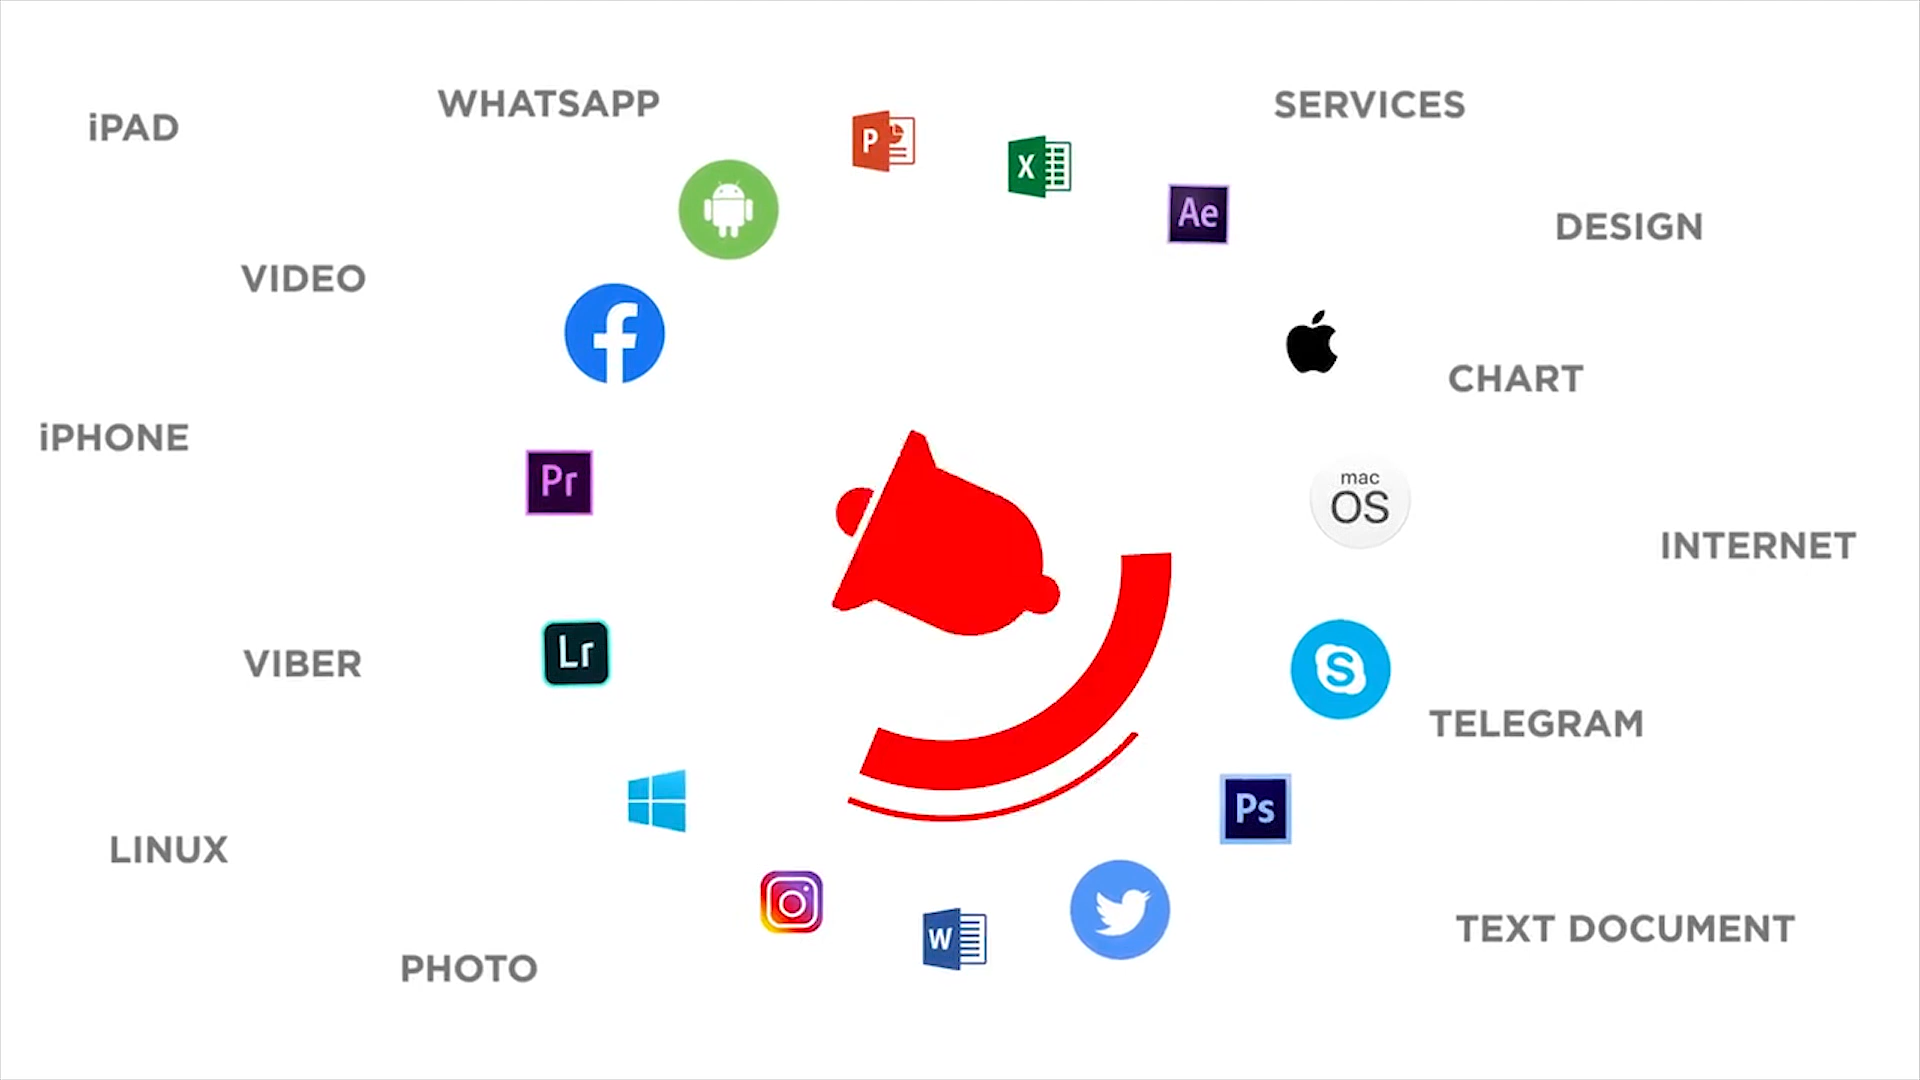 WHATSAPP
SERVICES
iPAD
P
X
Ae
DESIGN
VIDEO
f
CHART
iPHONE
Pr
mac
OS
INTERNET
Lr
VIBER
S
TELEGRAM
Ps
LINUX
W
TEXT DOCUMENT
PHOTO